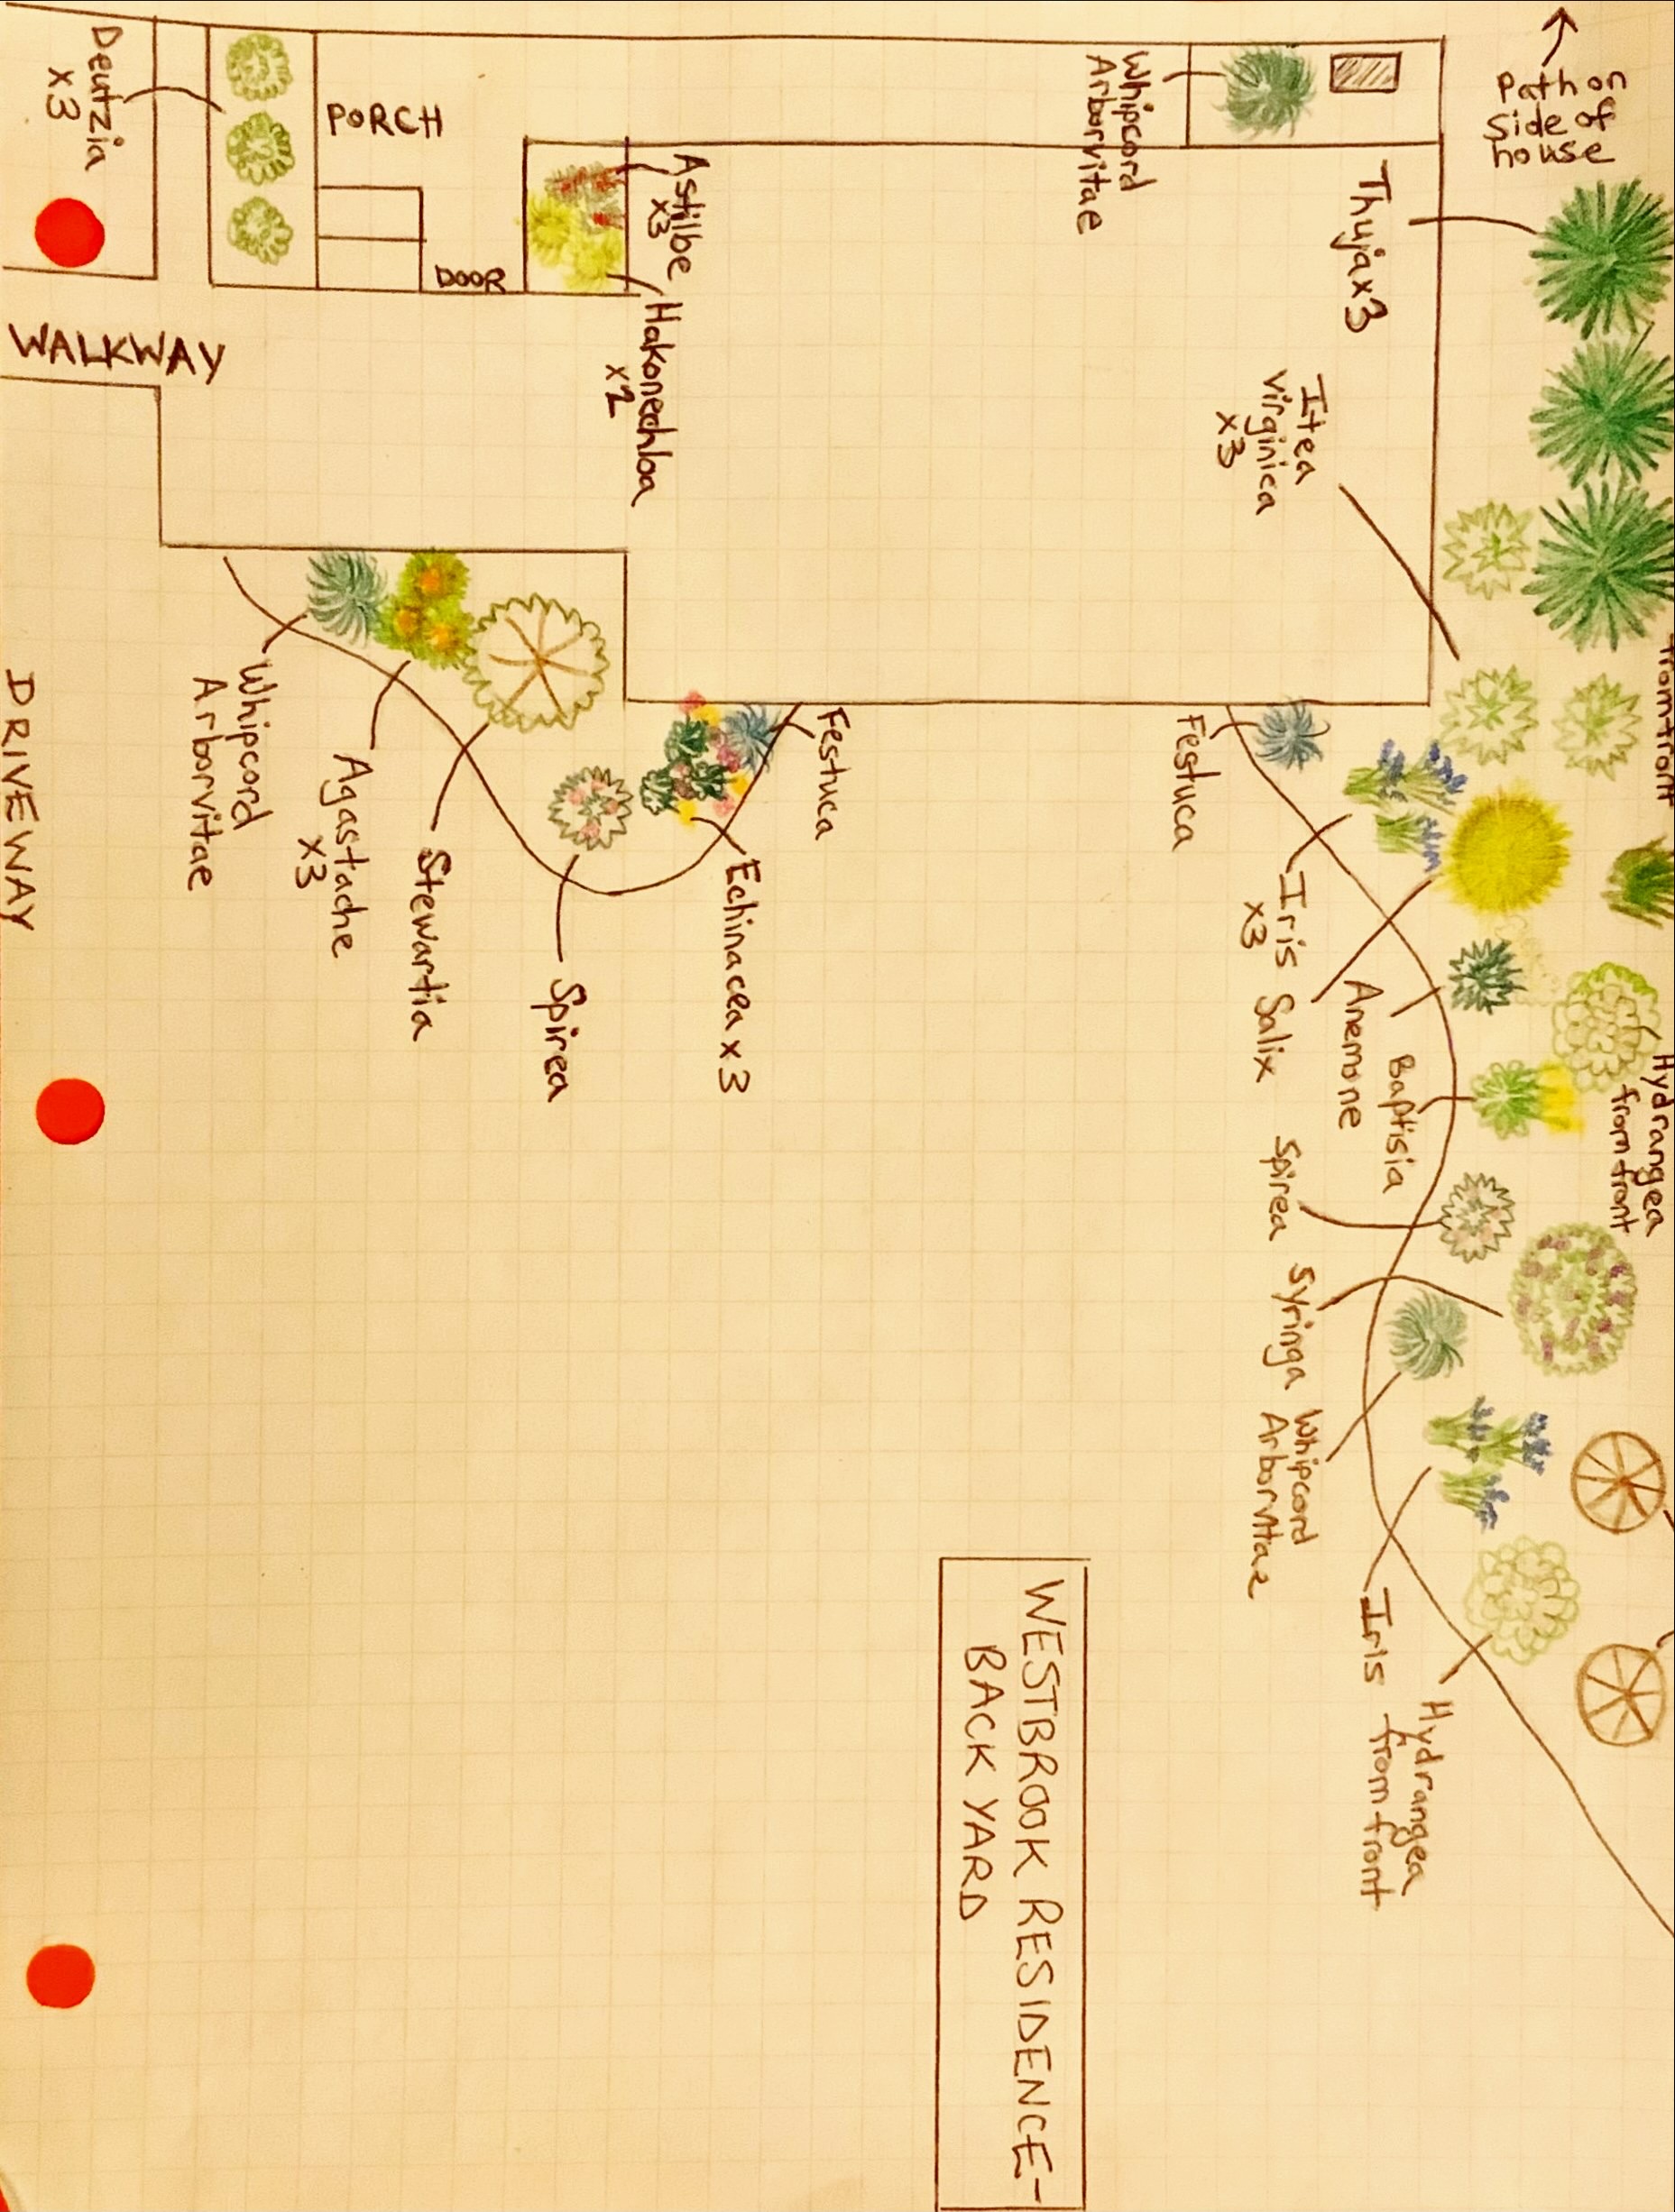 from front
Hydrangea
from front
Path on
Side of
house
Thuja x3
Itea
Virginica
x3
Baptisia
Anemone
Iris
x3
Salix
Spirea
Syringa
Whipcord
Arborvitae
Iris
Hydrangea
from front
Festuca
Whipcord
Arborvitae
WESTBROOK RESIDENCE-
BACK YARD
Festuca
Echinacea x3
Astilbe
x3
Hakonechloa
x2
Spirea
DOOR
PORCH
Stewartia
Agastache
x3
Whipcord
Arborvitae
WALKWAY
Deutzia
x3
DRIVEWAY